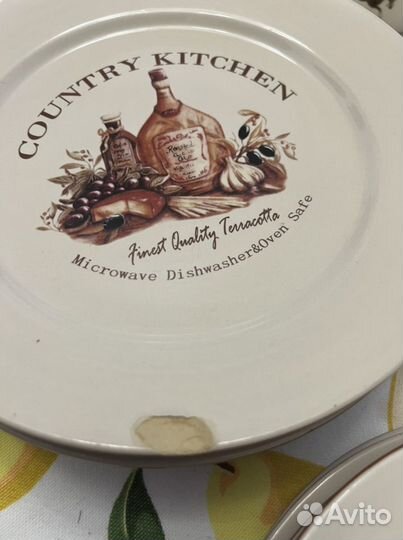 COUNTRY KITCHEN
Finest Quality Terracotta
Microwave Dishwasher&Oven Safe
Avito